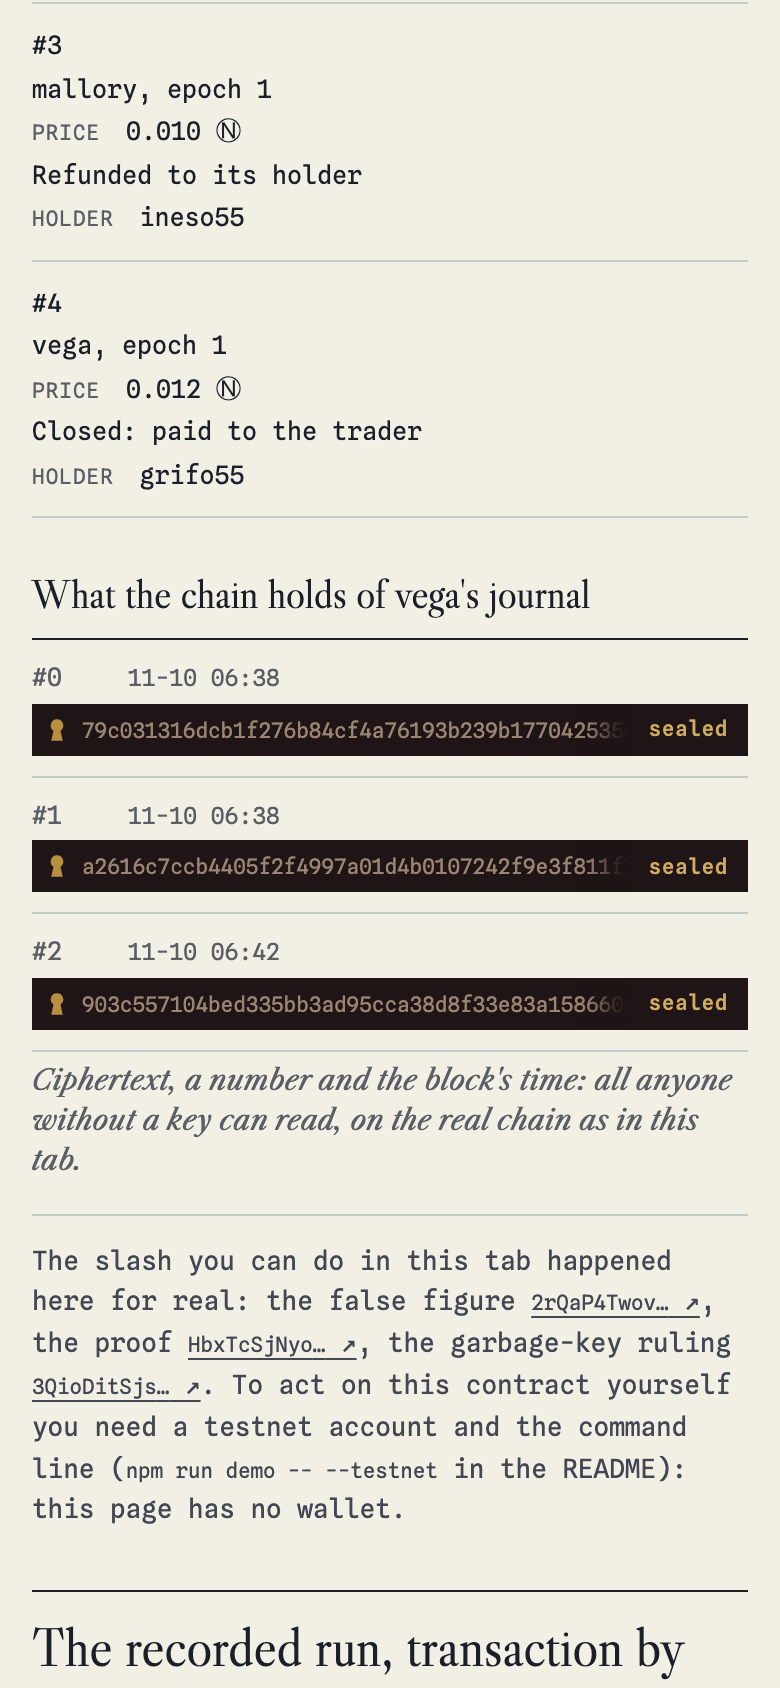 #3
mallory, epoch 1
PRICE 0.010 Ⓝ
Refunded to its holder
HOLDER ineso55
#4
vega, epoch 1
PRICE 0.012 Ⓝ
Closed: paid to the trader
HOLDER grifo55
What the chain holds of vega's journal
#0 11-10 06:38
79c031316dcb1f276b84cf4a76193b239b177042535 sealed
#1 11-10 06:38
a2616c7ccb4405f2f4997a01d4b0107242f9e3f811f sealed
#2 11-10 06:42
903c557104bed335bb3ad95cca38d8f33e83a158660 sealed
Ciphertext, a number and the block's time: all anyone
without a key can read, on the real chain as in this
tab.
The slash you can do in this tab happened
here for real: the false figure 2rQaP4Twov… ↗,
the proof HbxTcSjNyo… ↗, the garbage-key ruling
3QioDitSjs… ↗. To act on this contract yourself
you need a testnet account and the command
line (npm run demo -- --testnet in the README):
this page has no wallet.
The recorded run, transaction by